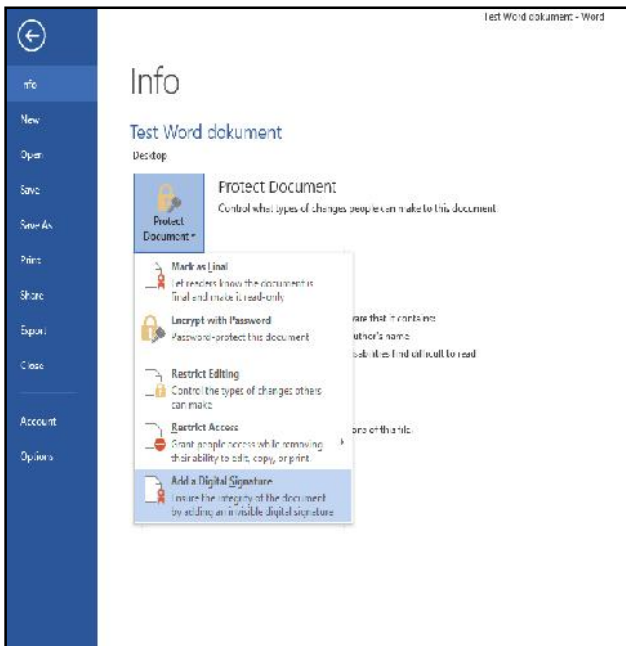 Test Word dokument - Word
Info
Info
New
Test Word dokument
Open
Desktop
Save
Protect Document
Control what types of changes people can make to this document
Protect
Document
Save As
Mark as Final
Let readers know the document is
final and make it read-only
Print
Share
Encrypt with Password
Password-protect this document
ware that it contains:
uthor's name
sabilities find difficult to read
Export
Close
Restrict Editing
Control the types of changes others
can make
Account
Restrict Access
Grant people access while removing
their ability to edit, copy, or print.
ons of this file.
Options
Add a Digital Signature
Ensure the integrity of the document
by adding an invisible digital signature